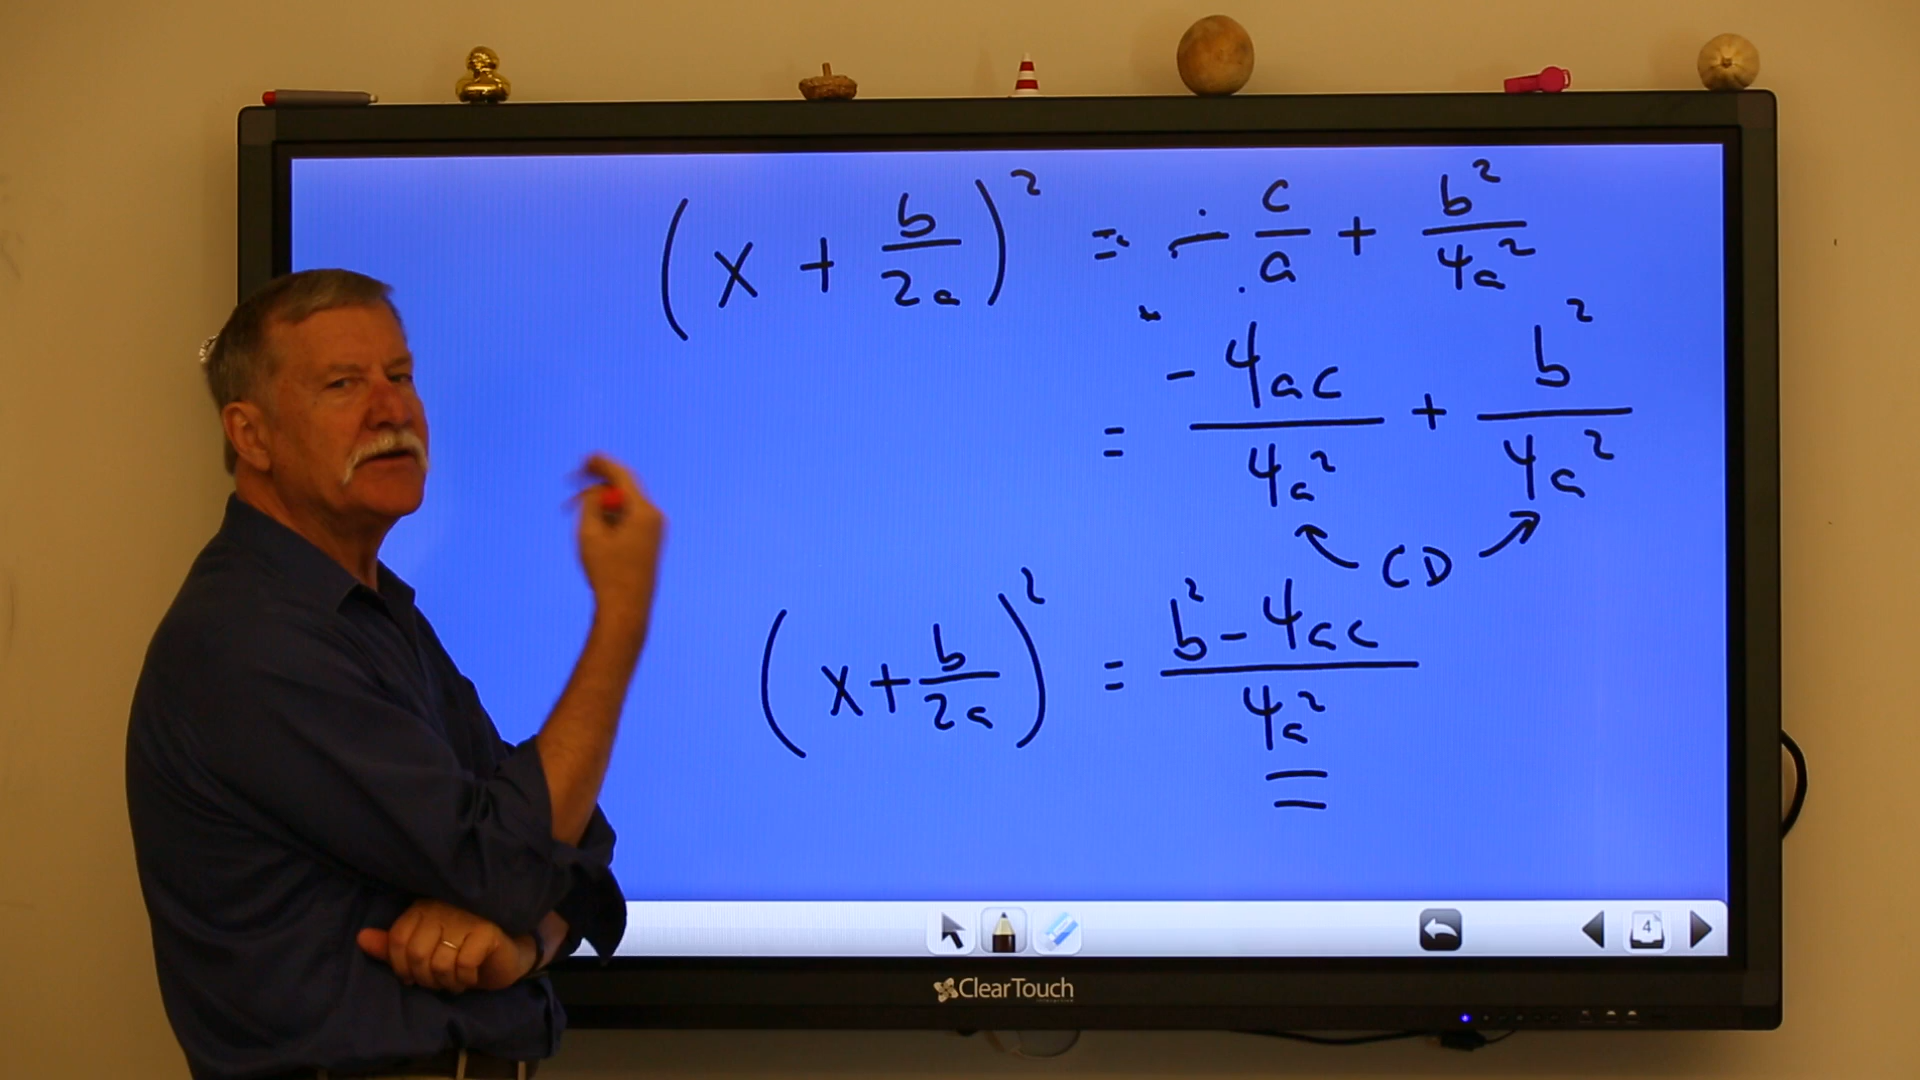 (x + b/2a)² = - c/a + b²/4a²
= -4ac/4a² + b²/4a²
CD
(x + b/2a)² = b²-4ac/4a²
4
ClearTouch